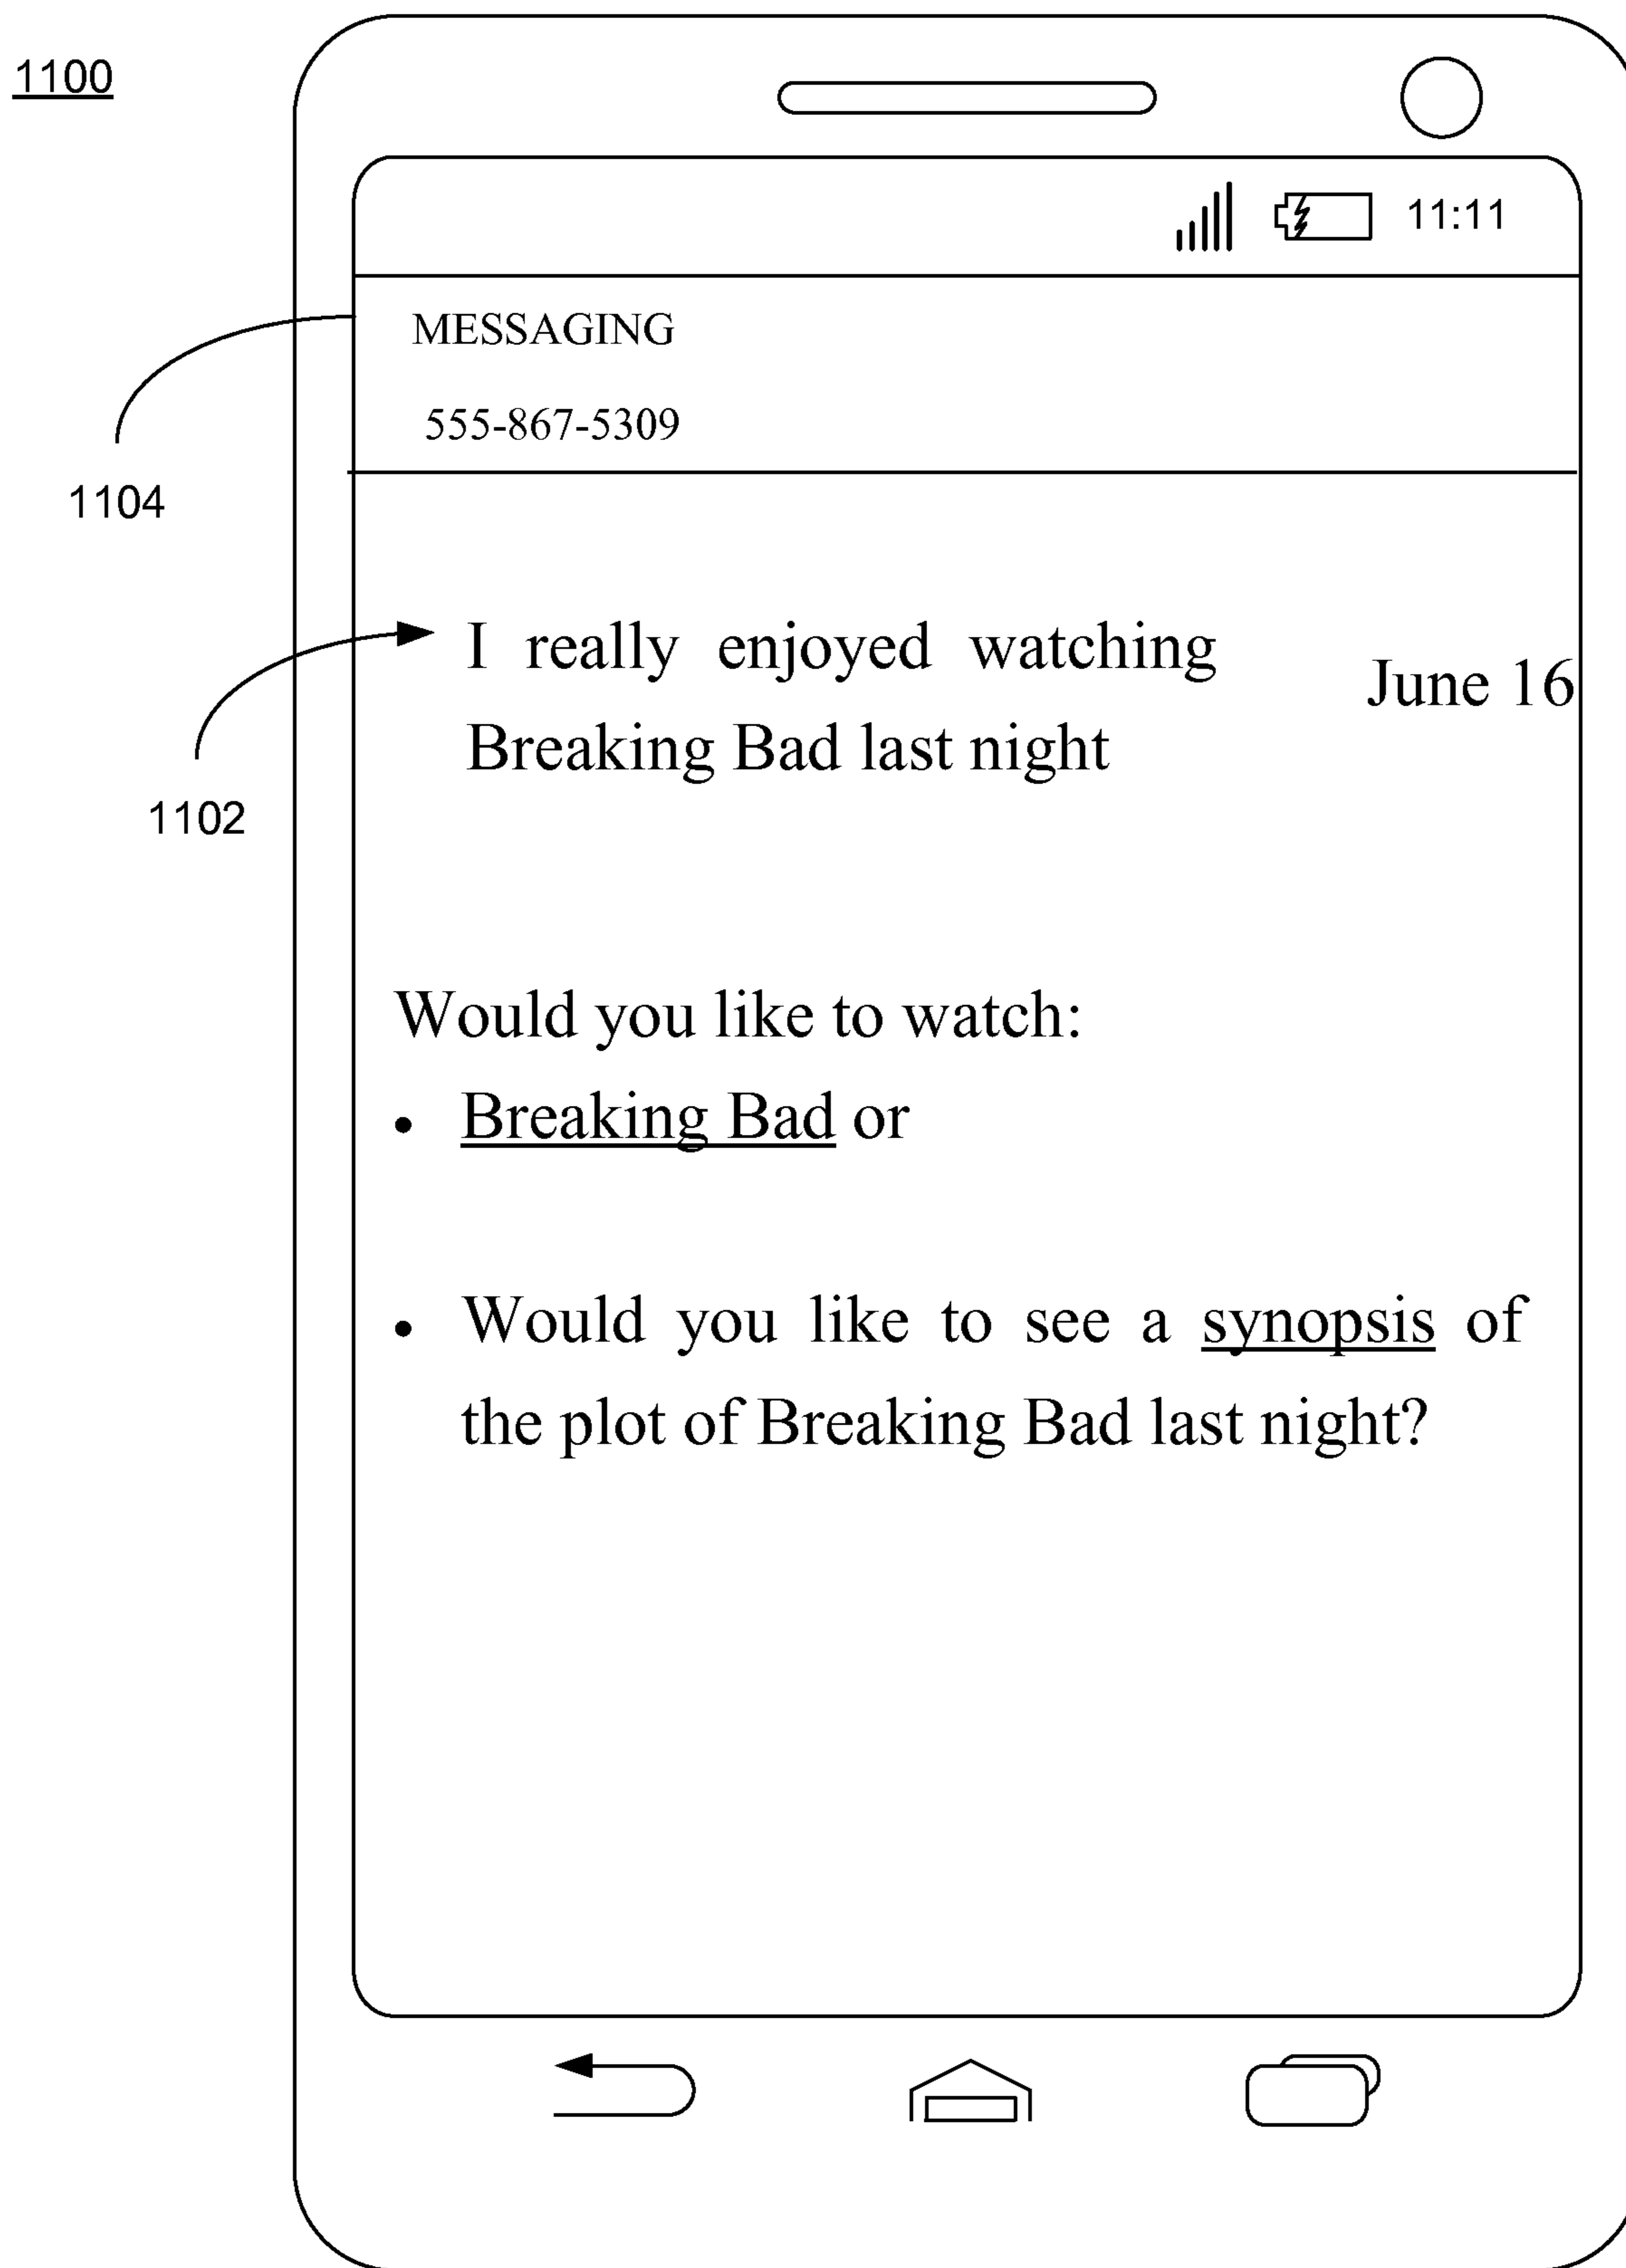 1100
11:11
MESSAGING
555-867-5309
1104
I really enjoyed watching
June 16
Breaking Bad last night
1102
Would you like to watch:
• Breaking Bad or
• Would you like to see a synopsis of
the plot of Breaking Bad last night?